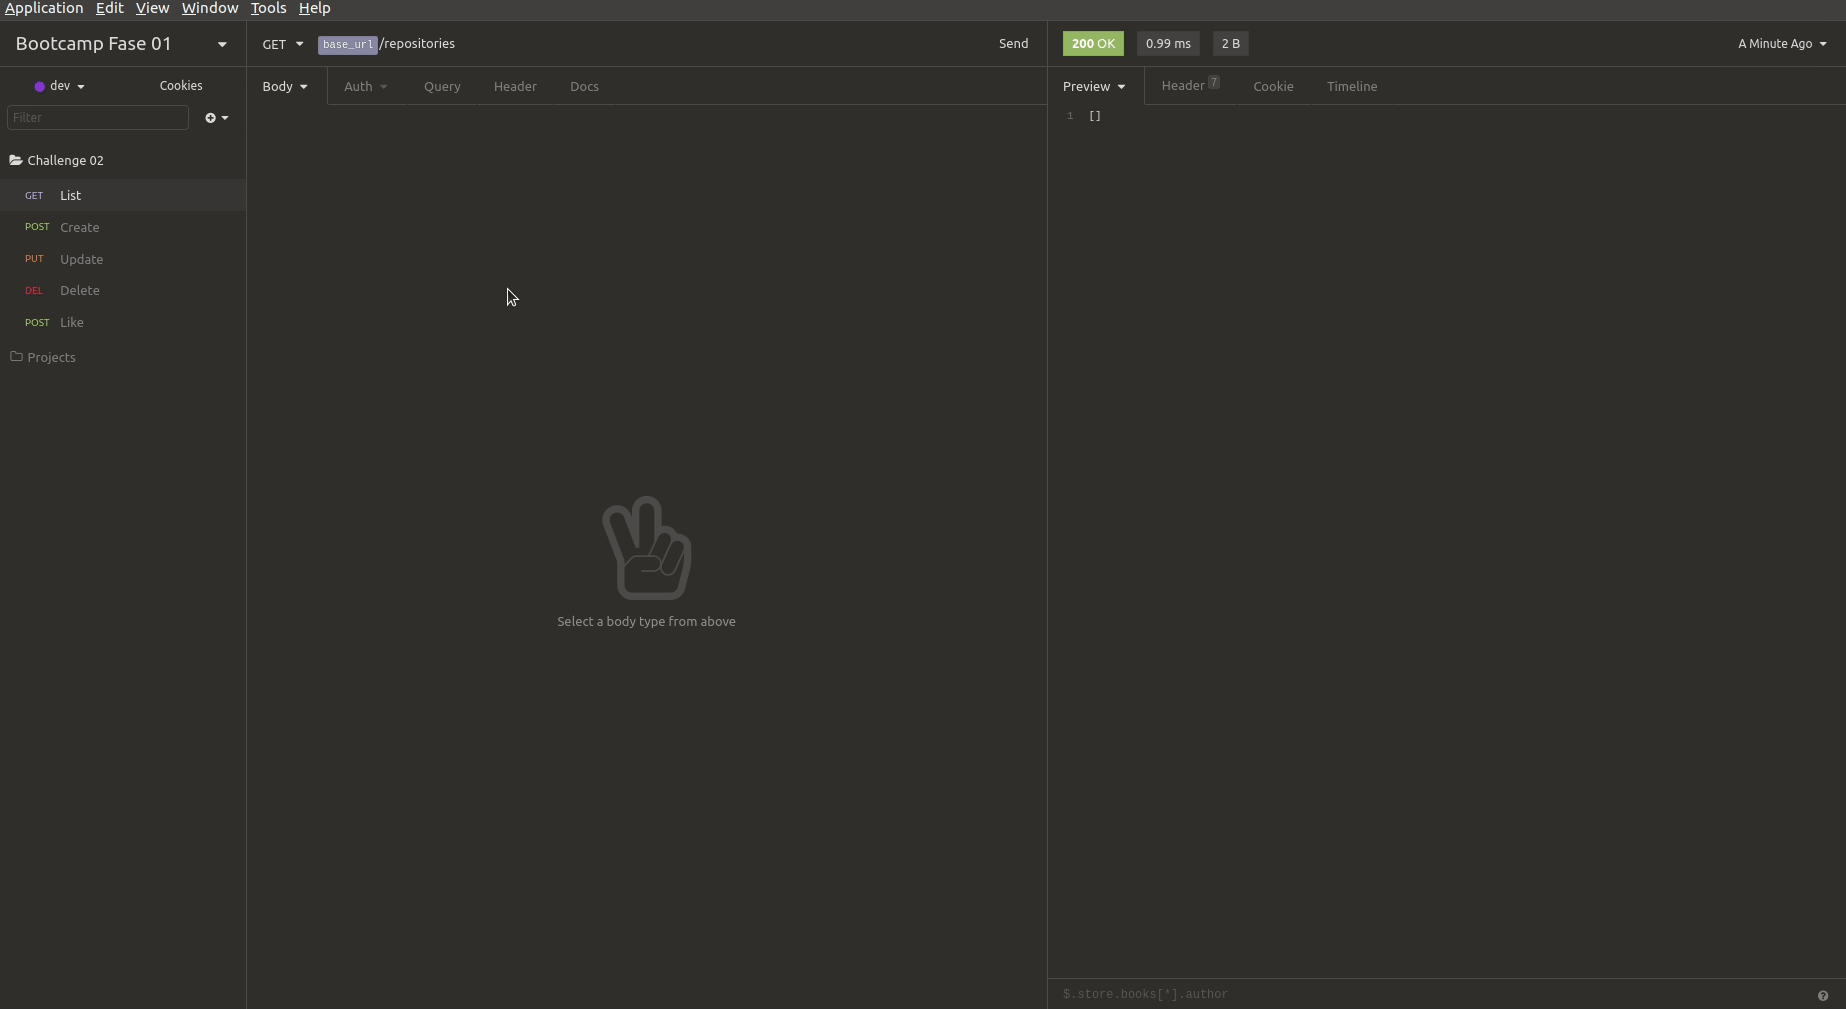 Application Edit View Window Tools Help
Bootcamp Fase 01
GET base_url/repositories Send
200 OK 0.99 ms 2 B A Minute Ago
dev Cookies
Body Auth Query Header Docs
Preview Header 7 Cookie Timeline
Filter
1 []
Challenge 02
GET List
POST Create
PUT Update
DEL Delete
POST Like
Projects
Select a body type from above
$.store.books[*].author